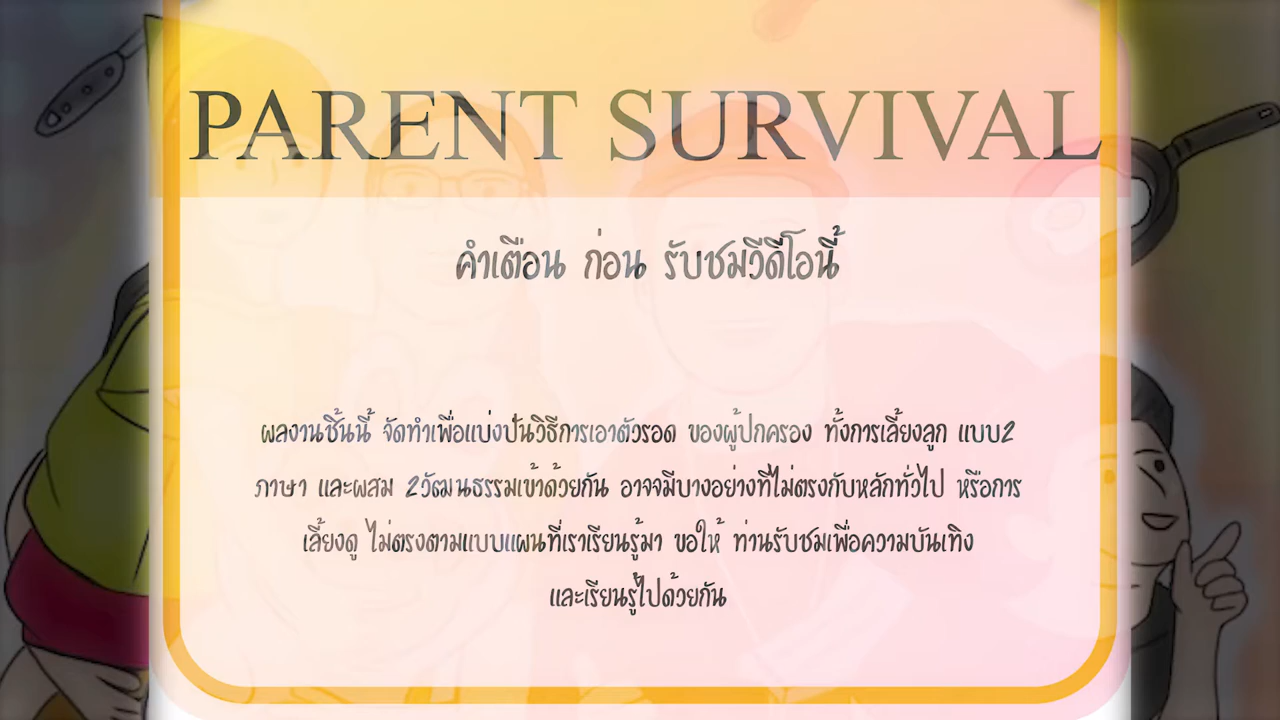 PARENT SURVIVAL
คำเตือน ก่อน รับชมวีดีโอนี้
ผลงานชิ้นนี้ จัดทำเพื่อแบ่งปันวิธีการเอาตัวรอด ของผู้ปกครอง ทั้งการเลี้ยงลูก แบบ2
ภาษา และผสม 2วัฒนธรรมเข้าด้วยกัน อาจจมีบางอย่างที่ไม่ตรงกับหลักทั่วไป หรือการ
เลี้ยงดู ไม่ตรงตามแบบแผนที่เราเรียนรู้มา ขอให้ ท่านรับชมเพื่อความบันเทิง
และเรียนรู้ไปด้วยกัน